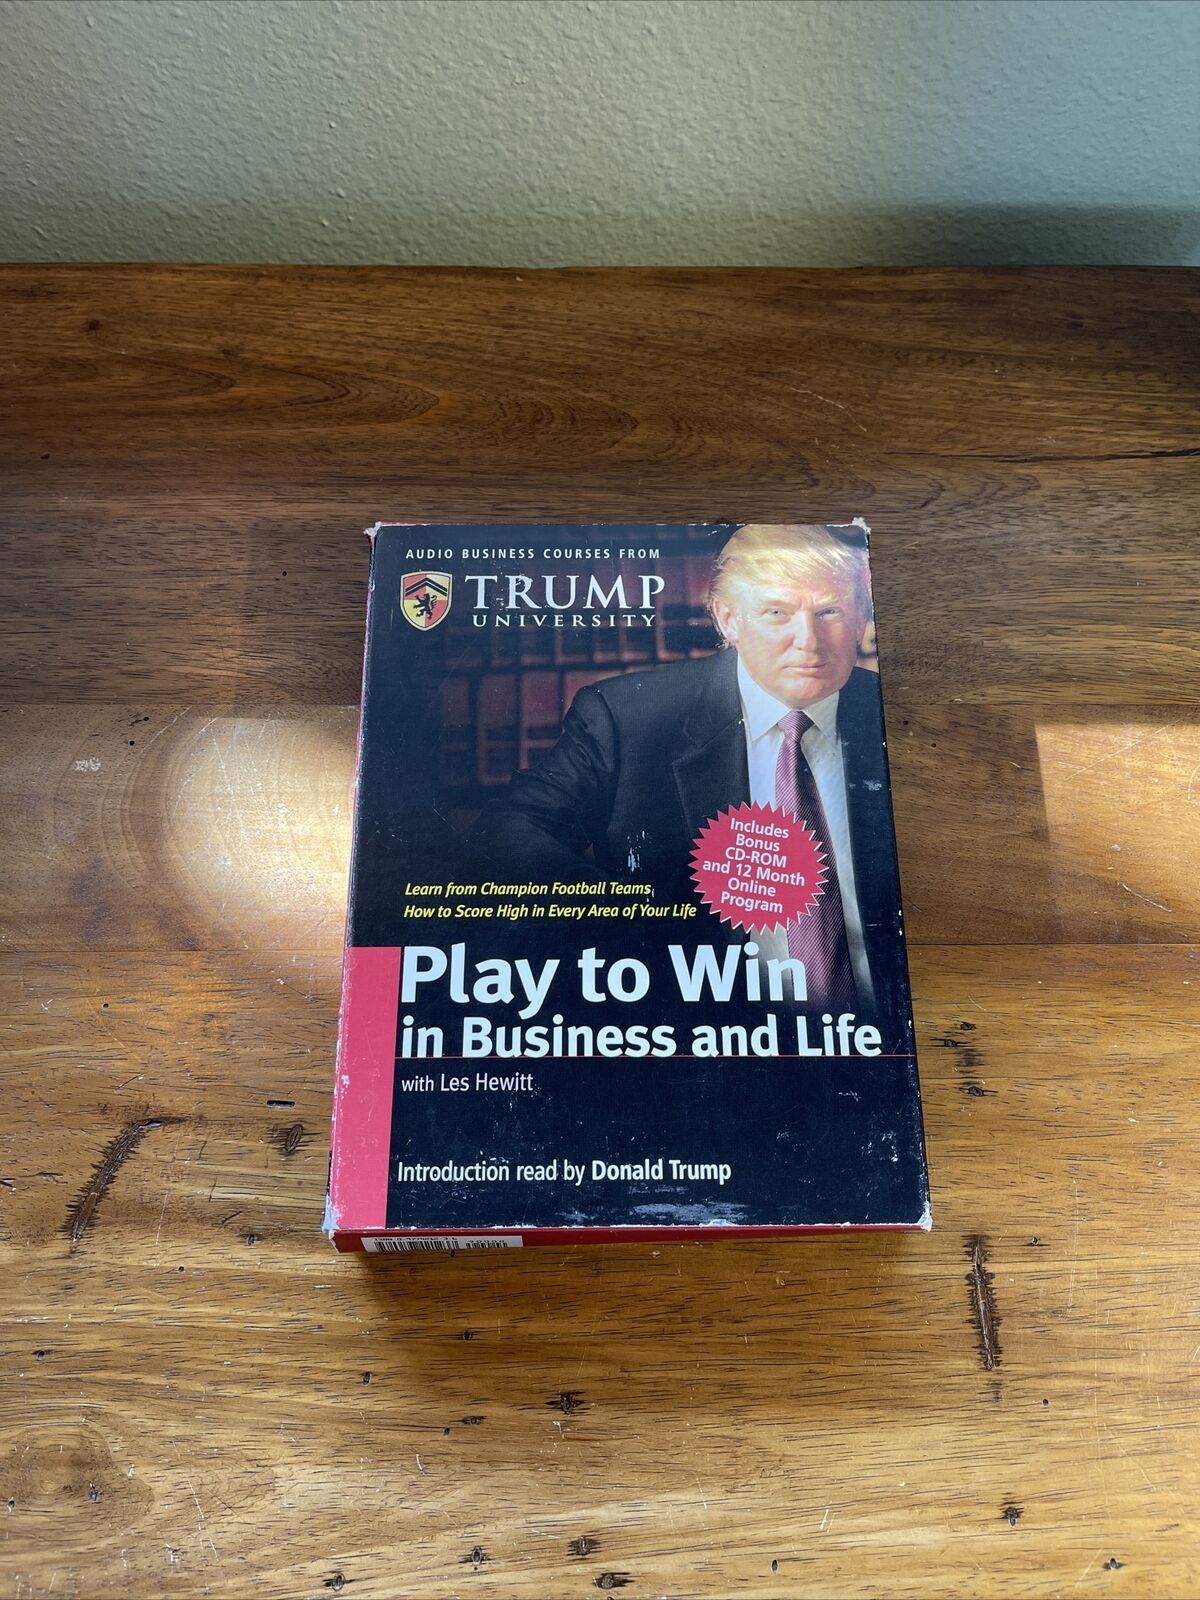 AUDIO BUSINESS COURSES FROM
TRUMP
UNIVERSITY
Includes
Bonus
CD-ROM
and 12 Month
Online
Program
Learn from Champion Football Teams
How to Score High in Every Area of Your Life
Play to Win
in Business and Life
with Les Hewitt
Introduction read by Donald Trump